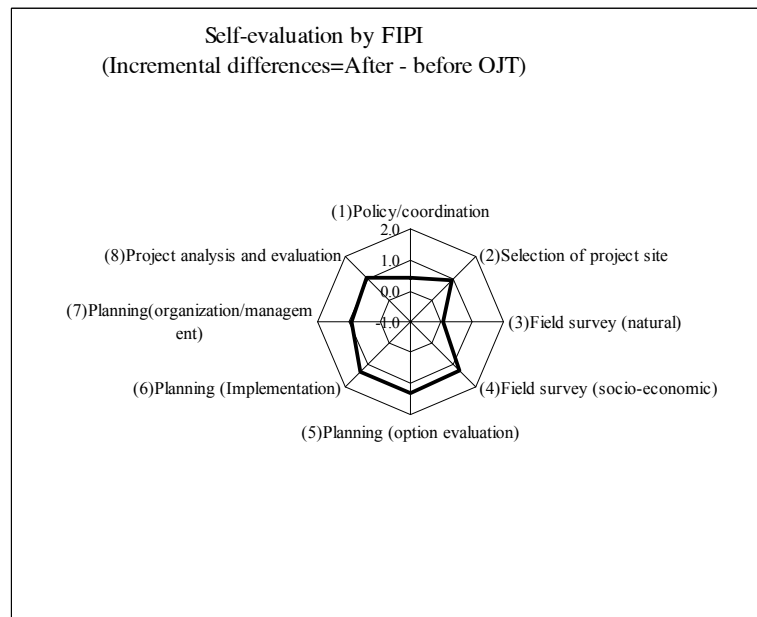 Self-evaluation by FIPI
(Incremental differences=After - before OJT)
(1)Policy/coordination
2.0
(8)Project analysis and evaluation
(2)Selection of project site
1.0
0.0
(7)Planning(organization/managem
ent)
-1.0
(3)Field survey (natural)
(6)Planning (Implementation)
(4)Field survey (socio-economic)
(5)Planning (option evaluation)